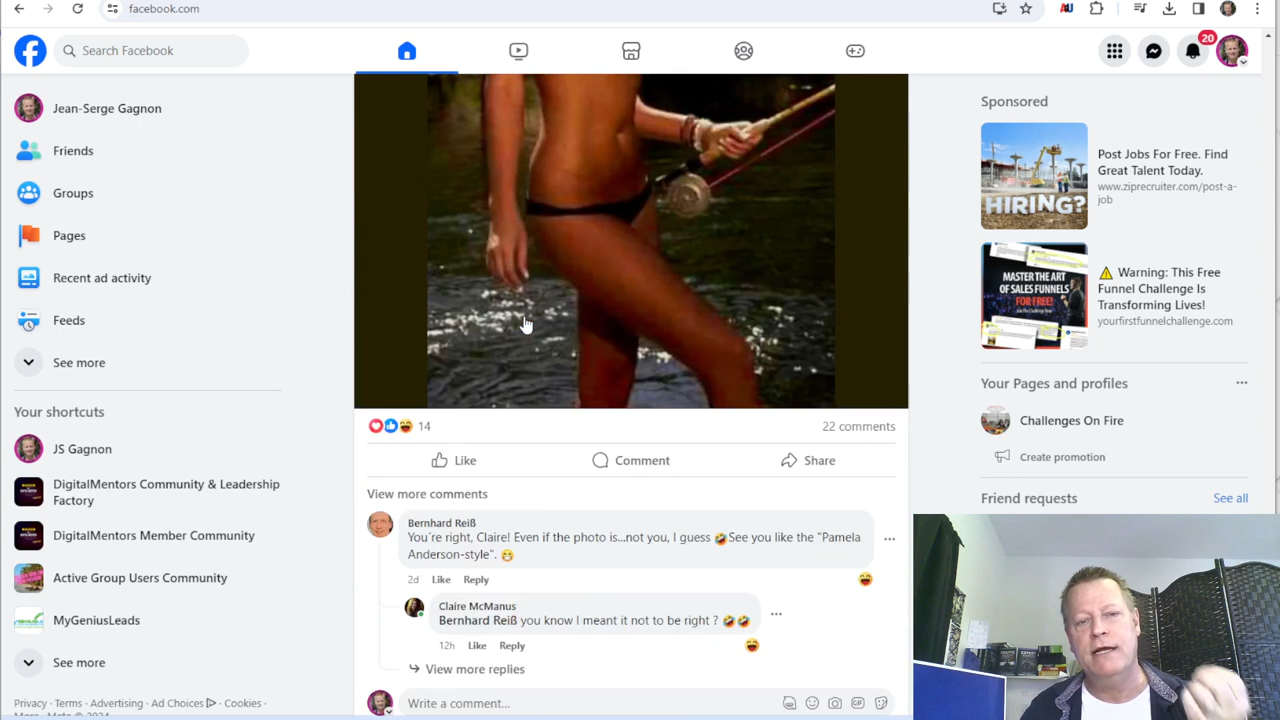 facebook.com
Search Facebook
20
Jean-Serge Gagnon
Friends
Groups
Pages
Recent ad activity
Feeds
See more
Your shortcuts
JS Gagnon
DigitalMentors Community & Leadership
Factory
DigitalMentors Member Community
Active Group Users Community
MyGeniusLeads
See more
Privacy · Terms · Advertising · Ad Choices · Cookies ·
14
22 comments
Like
Comment
Share
View more comments
Bernhard Reiß
You´re right, Claire! Even if the photo is...not you, I guess 🤣See you like the "Pamela
Anderson-style". 😁
2d Like Reply
Claire McManus
Bernhard Reiß you know I meant it not to be right ? 🤣🤣
12h Like Reply
View more replies
Write a comment...
GIF
Sponsored
HIRING?
Post Jobs For Free. Find
Great Talent Today.
www.ziprecruiter.com/post-a-
job
MASTER THE ART
OF SALES FUNNELS
FOR FREE!
⚠️ Warning: This Free
Funnel Challenge Is
Transforming Lives!
yourfirstfunnelchallenge.com
Your Pages and profiles
Challenges On Fire
Create promotion
Friend requests
See all